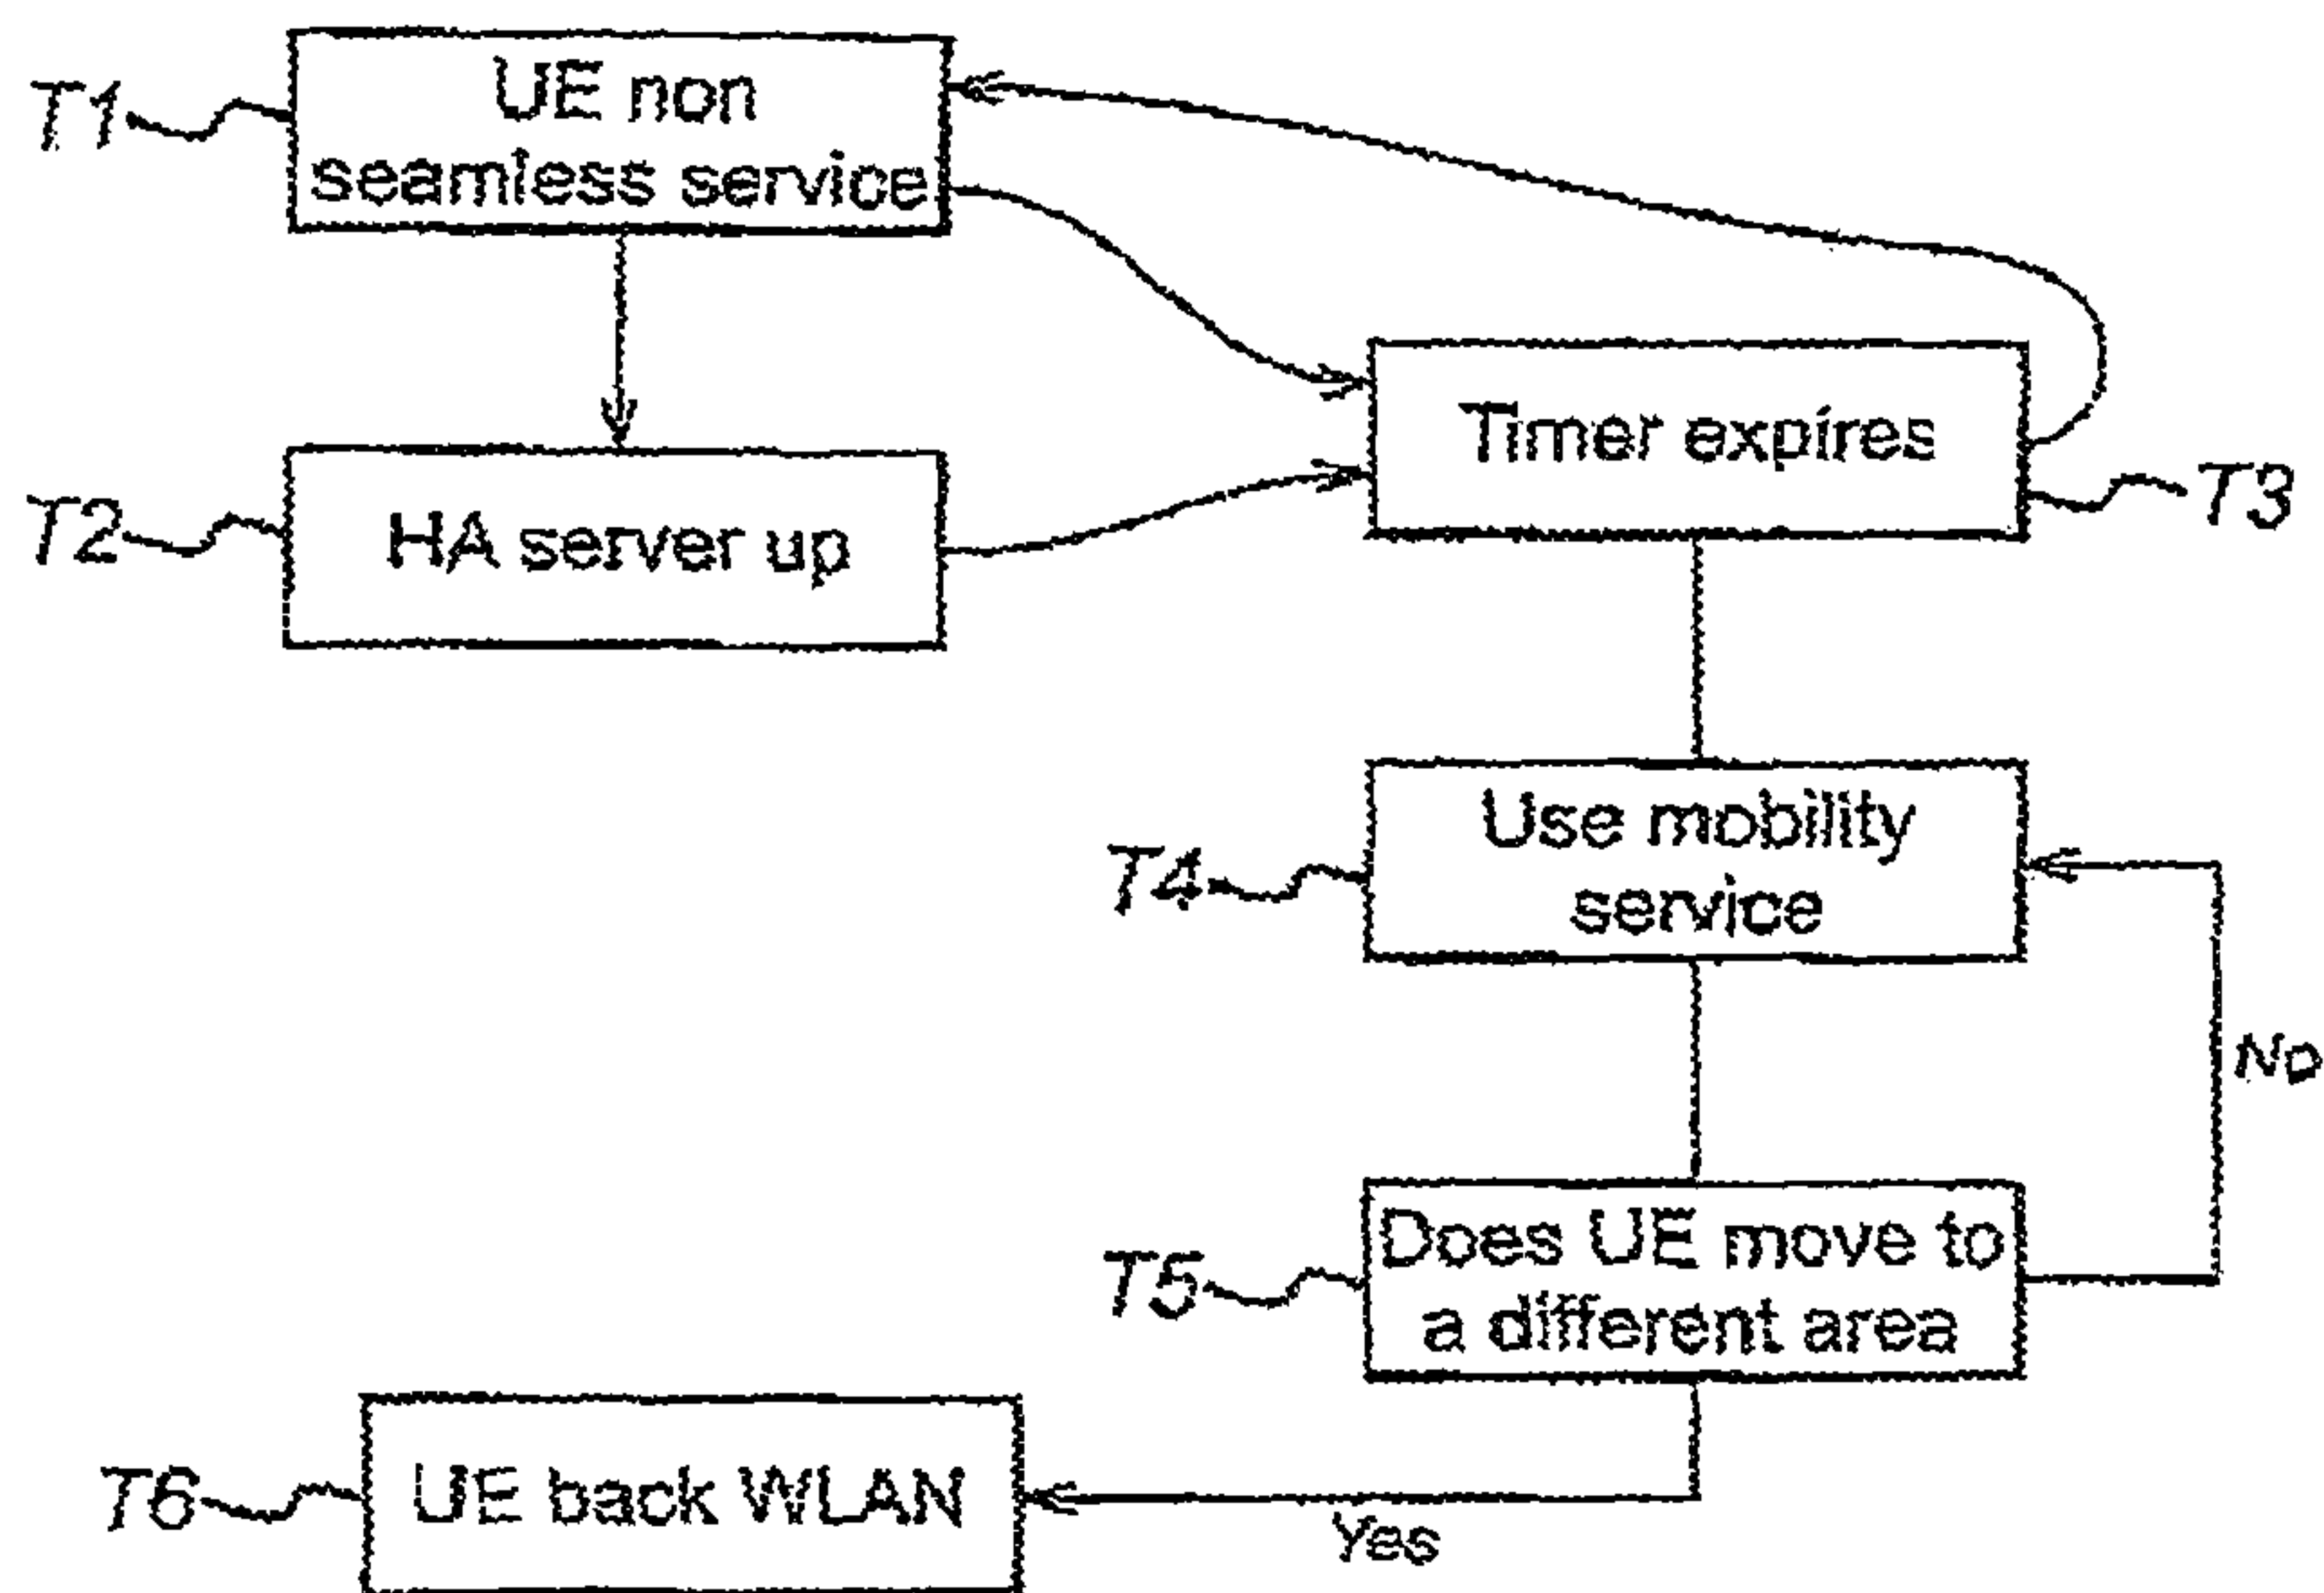 T1
UE non
seamless service
Timer expires
T3
T2
HA server up
Use mobility
service
T4
No
Does UE move to
a different area
T5
T6
UE back WLAN
Yes